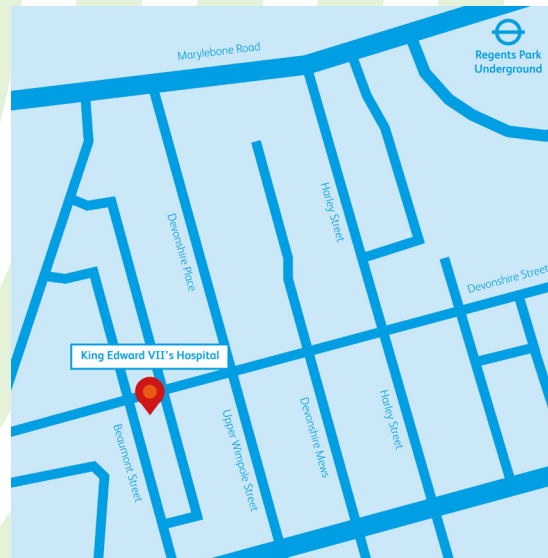 Marylebone Road
Regents Park
Underground
Harley Street
Devonshire Place
Devonshire Street
King Edward VII's Hospital
Beaumont Street
Upper Wimpole Street
Devonshire Mews
Harley Street